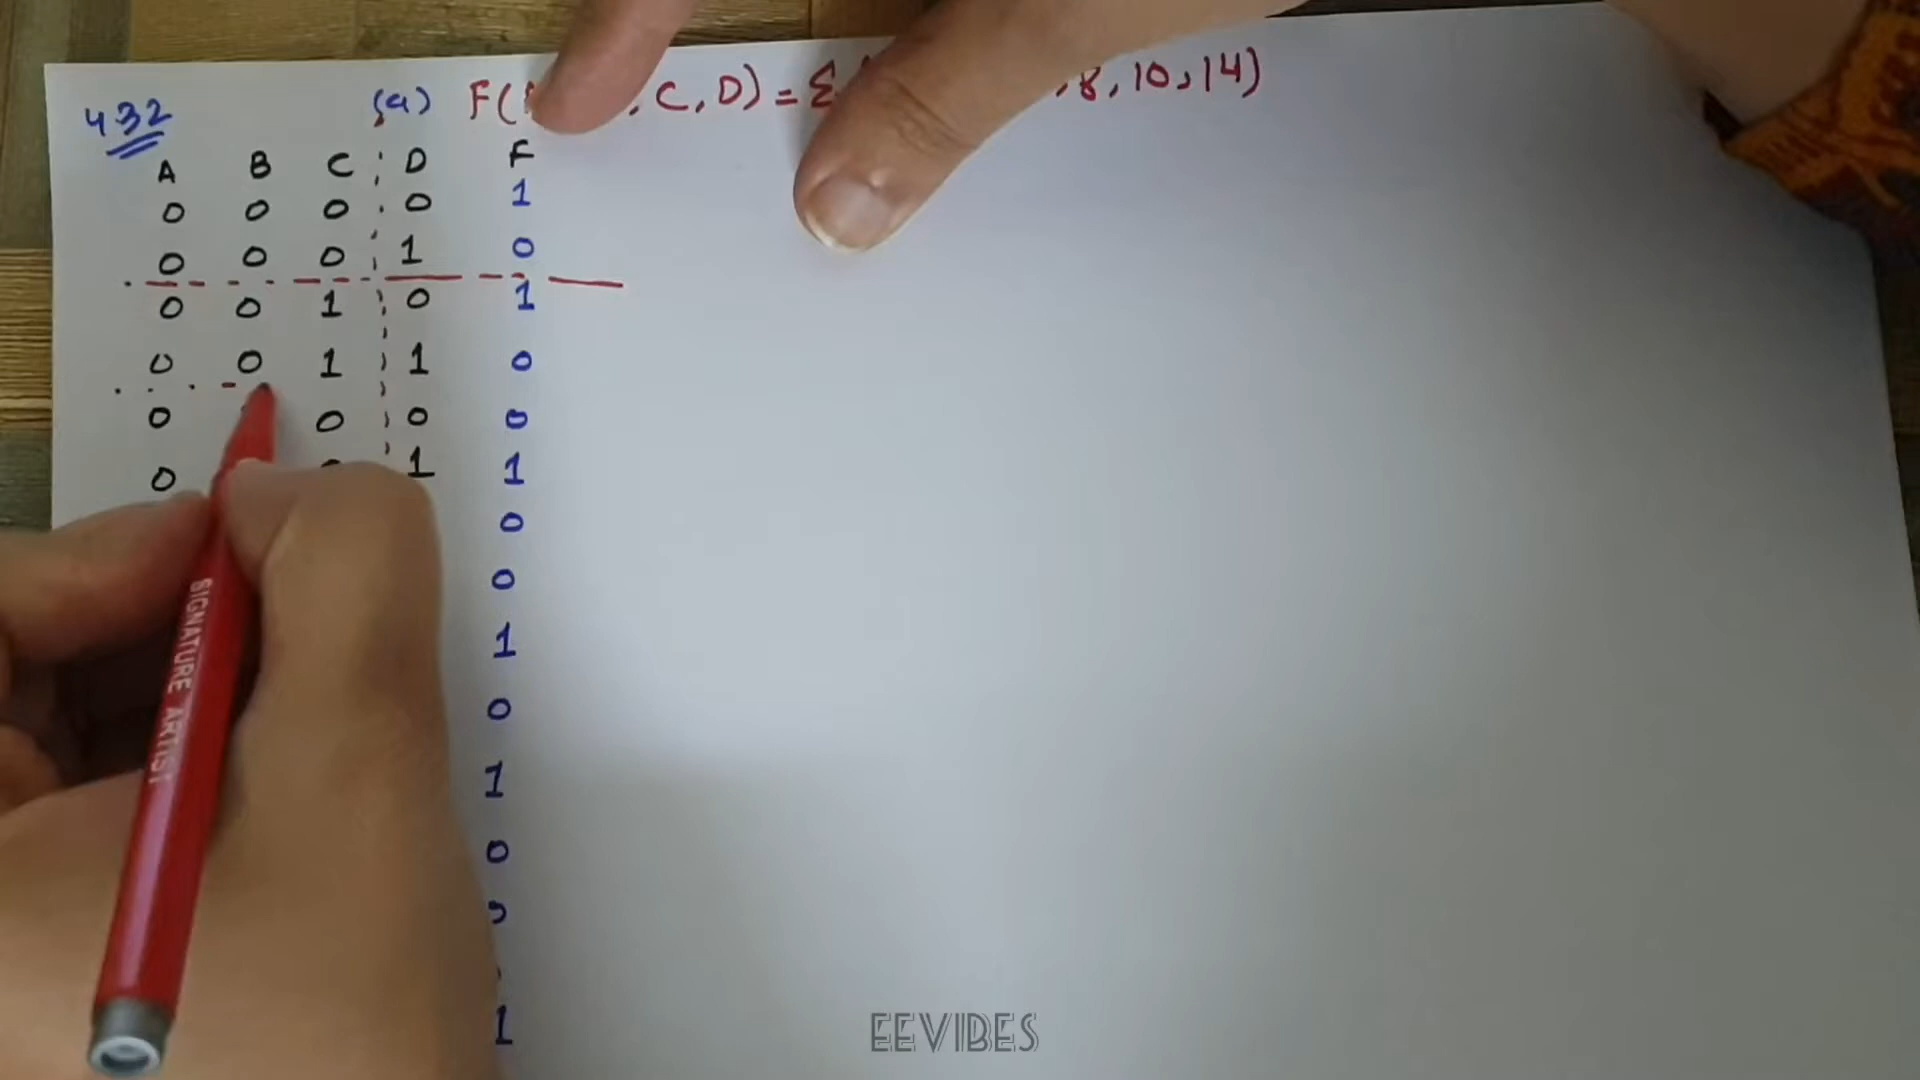 432 (a) F( , C, D) = Σ , 8, 10, 14)
A B C D F
0 0 0 0 1
0 0 0 1 0
0 0 1 0 1
0 0 1 1 0
0 0 0 0
0 1 1
0
0
1
0
1
0
1
SIGNATURE ARTIST
EEVIBES